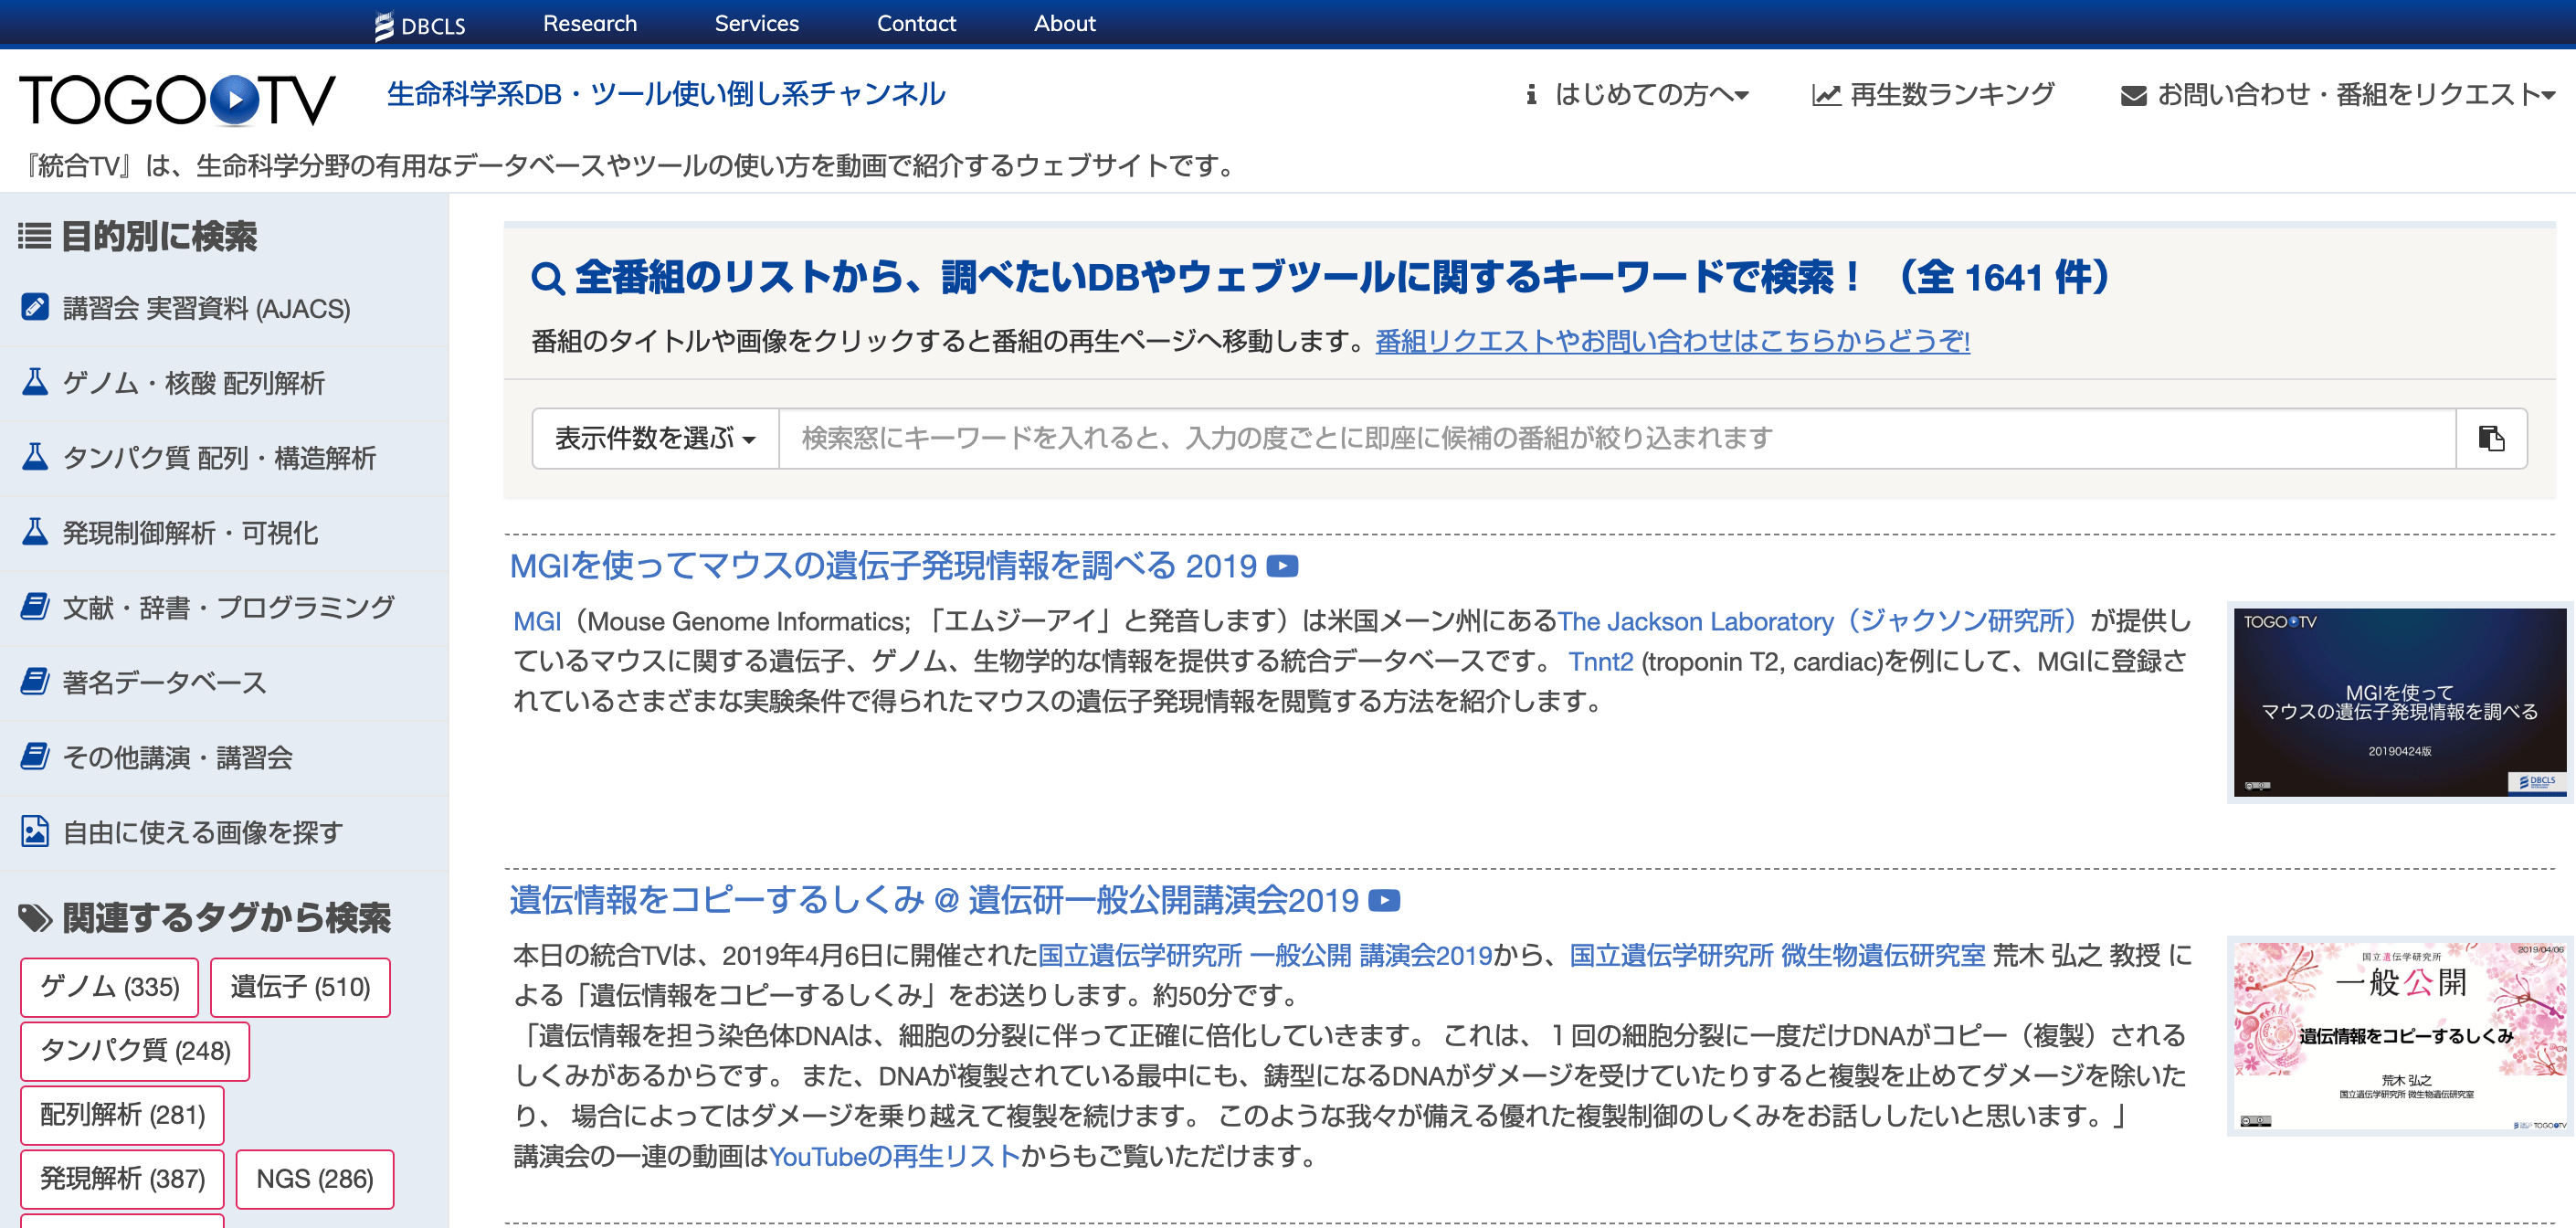 DBCLS
Research
Services
Contact
About
TOGOTV
生命科学系DB・ツール使い倒し系チャンネル
はじめての方へ
再生数ランキング
お問い合わせ・番組をリクエスト
『統合TV』は、生命科学分野の有用なデータベースやツールの使い方を動画で紹介するウェブサイトです。
目的別に検索
講習会 実習資料 (AJACS)
ゲノム・核酸 配列解析
タンパク質 配列・構造解析
発現制御解析・可視化
文献・辞書・プログラミング
著名データベース
その他講演・講習会
自由に使える画像を探す
関連するタグから検索
ゲノム (335)
遺伝子 (510)
タンパク質 (248)
配列解析 (281)
発現解析 (387)
NGS (286)
全番組のリストから、調べたいDBやウェブツールに関するキーワードで検索！ （全 1641 件）
番組のタイトルや画像をクリックすると番組の再生ページへ移動します。番組リクエストやお問い合わせはこちらからどうぞ!
表示件数を選ぶ
検索窓にキーワードを入れると、入力の度ごとに即座に候補の番組が絞り込まれます
MGIを使ってマウスの遺伝子発現情報を調べる 2019
MGI（Mouse Genome Informatics; 「エムジーアイ」と発音します）は米国メーン州にあるThe Jackson Laboratory（ジャクソン研究所）が提供し
ているマウスに関する遺伝子、ゲノム、生物学的な情報を提供する統合データベースです。 Tnnt2 (troponin T2, cardiac)を例にして、MGIに登録さ
れているさまざまな実験条件で得られたマウスの遺伝子発現情報を閲覧する方法を紹介します。
TOGOTV
MGIを使って
マウスの遺伝子発現情報を調べる
20190424版
DBCLS
遺伝情報をコピーするしくみ @ 遺伝研一般公開講演会2019
本日の統合TVは、2019年4月6日に開催された国立遺伝学研究所 一般公開 講演会2019から、国立遺伝学研究所 微生物遺伝研究室 荒木 弘之 教授 に
よる「遺伝情報をコピーするしくみ」をお送りします。約50分です。
「遺伝情報を担う染色体DNAは、細胞の分裂に伴って正確に倍化していきます。 これは、１回の細胞分裂に一度だけDNAがコピー（複製）される
しくみがあるからです。 また、DNAが複製されている最中にも、鋳型になるDNAがダメージを受けていたりすると複製を止めてダメージを除いた
り、 場合によってはダメージを乗り越えて複製を続けます。 このような我々が備える優れた複製制御のしくみをお話ししたいと思います。」
講演会の一連の動画はYouTubeの再生リストからもご覧いただけます。
2019/04/06
国立遺伝学研究所
一般公開
遺伝情報をコピーするしくみ
荒木 弘之
国立遺伝学研究所 微生物遺伝研究室
TOGOTV